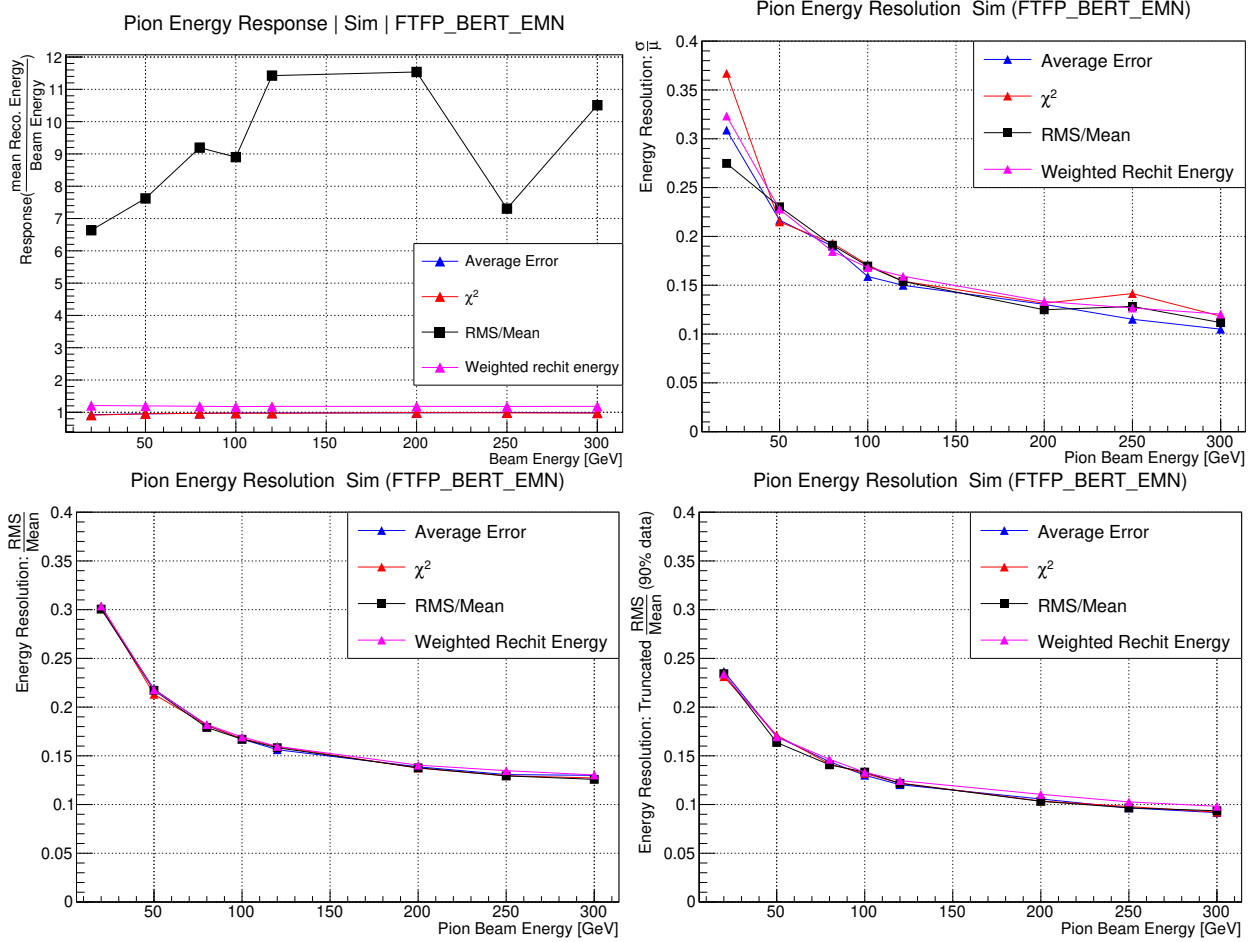 Pion Energy Response | Sim | FTFP_BERT_EMN
Response(mean Reco. Energy
Beam Energy)
12
11
10
9
8
7
6
5
4
3
2
1
50
100
150
200
250
300
Beam Energy [GeV]
Average Error
χ²
RMS/Mean
Weighted rechit energy
Pion Energy Resolution Sim (FTFP_BERT_EMN)
Energy Resolution: σ
μ
0.4
0.35
0.3
0.25
0.2
0.15
0.1
0.05
0
50
100
150
200
250
300
Pion Beam Energy [GeV]
Average Error
χ²
RMS/Mean
Weighted Rechit Energy
Pion Energy Resolution Sim (FTFP_BERT_EMN)
Energy Resolution: RMS
Mean
0.4
0.35
0.3
0.25
0.2
0.15
0.1
0.05
0
50
100
150
200
250
300
Pion Beam Energy [GeV]
Average Error
χ²
RMS/Mean
Weighted Rechit Energy
Pion Energy Resolution Sim (FTFP_BERT_EMN)
Energy Resolution: Truncated RMS
Mean (90% data)
0.4
0.35
0.3
0.25
0.2
0.15
0.1
0.05
0
50
100
150
200
250
300
Pion Beam Energy [GeV]
Average Error
χ²
RMS/Mean
Weighted Rechit Energy